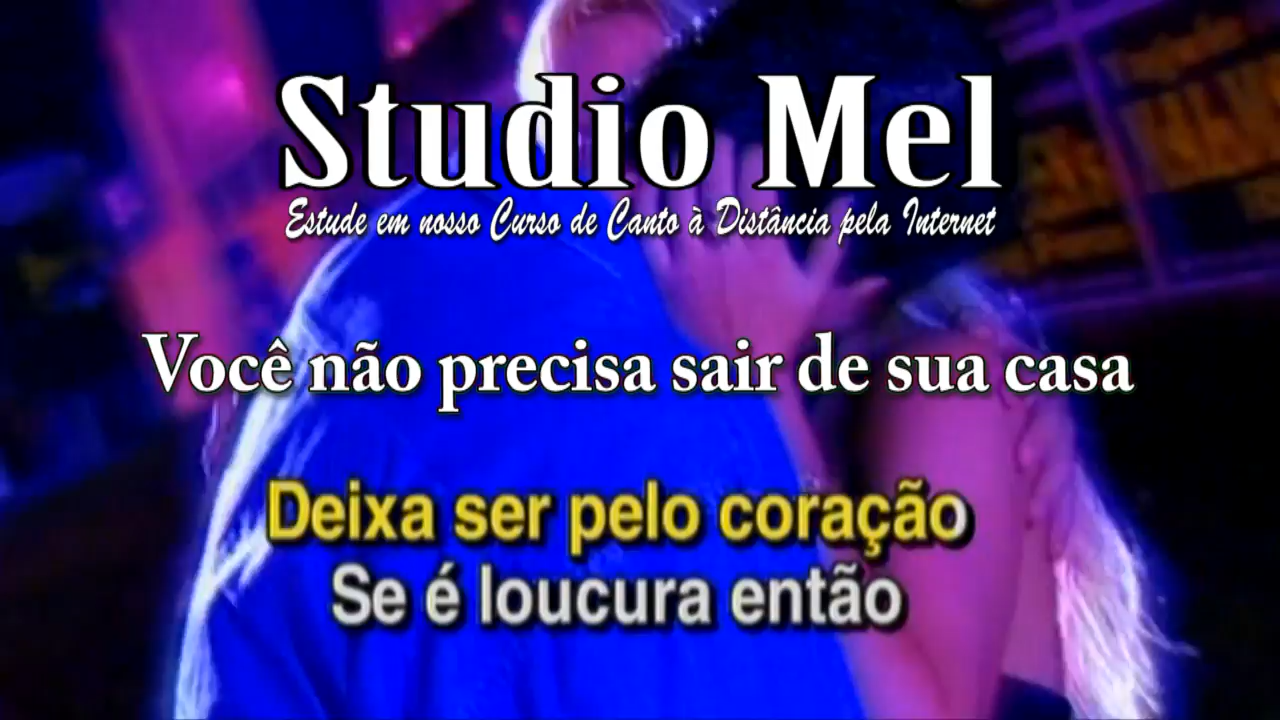 Studio Mel
Estude em nosso Curso de Canto à Distância pela Internet
Você não precisa sair de sua casa
Deixa ser pelo coração
Se é loucura então